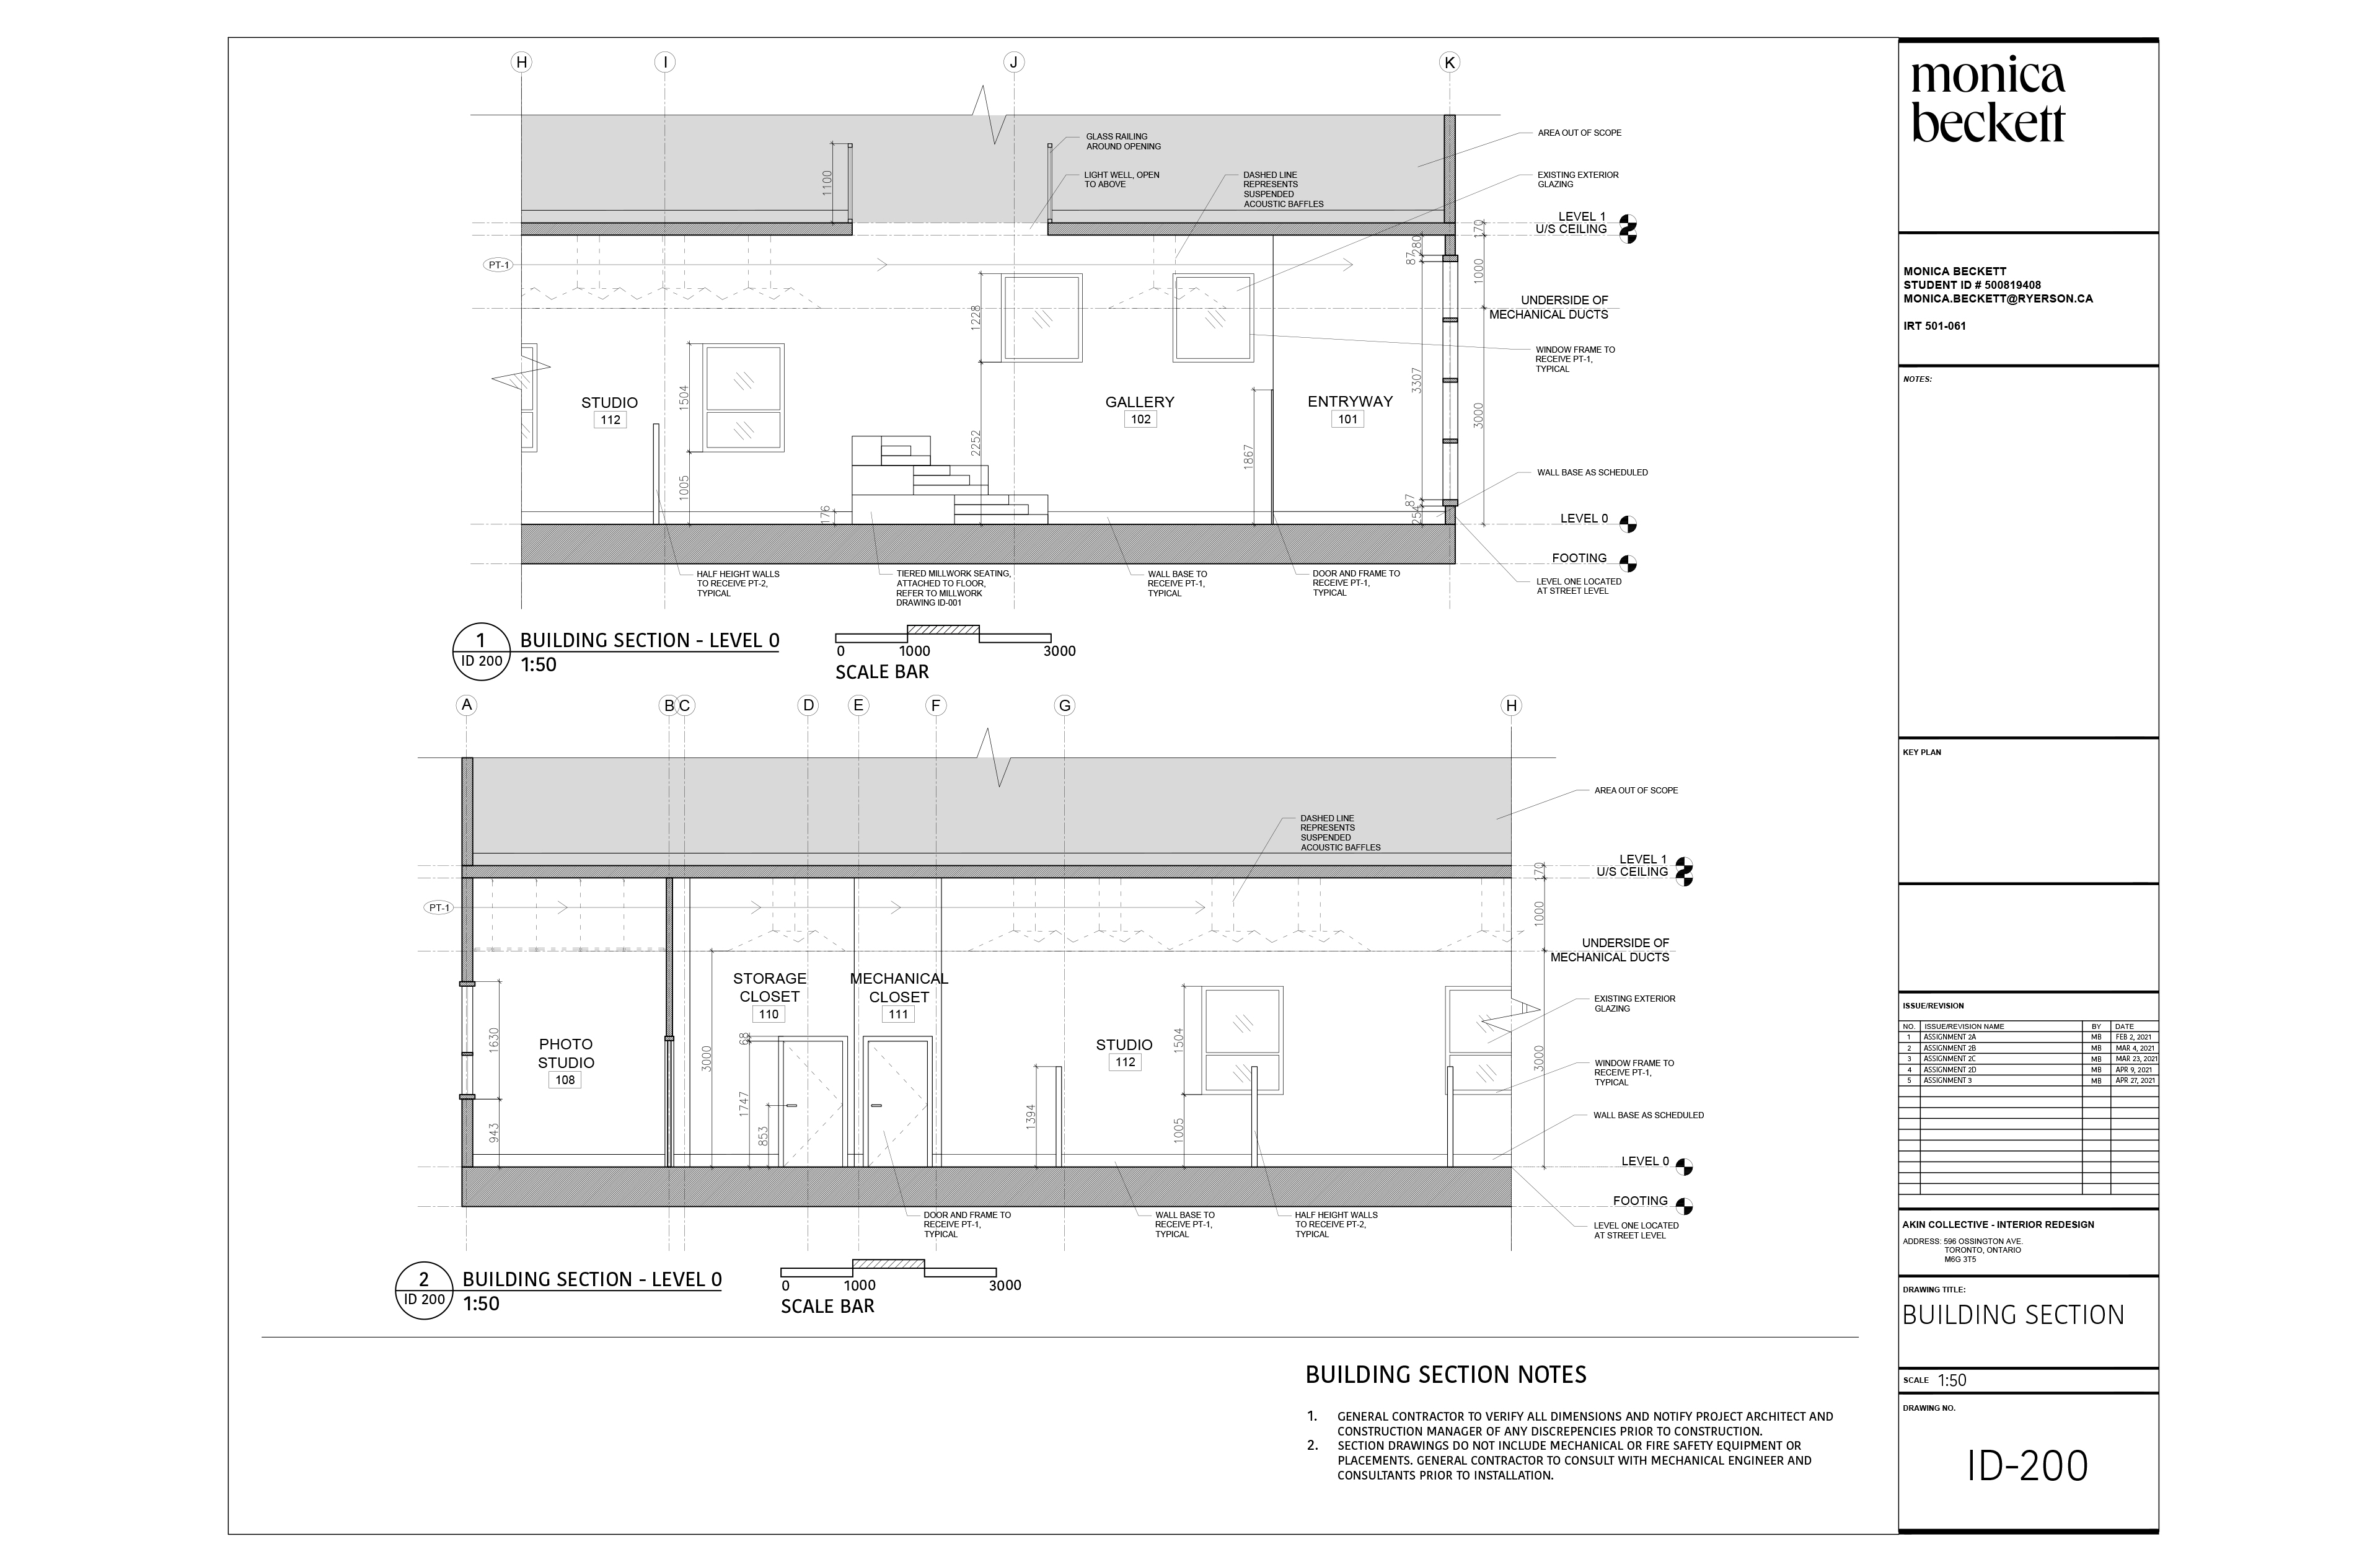 H
I
J
K
GLASS RAILING
AROUND OPENING
LIGHT WELL, OPEN
TO ABOVE
DASHED LINE
REPRESENTS
SUSPENDED
ACOUSTIC BAFFLES
AREA OUT OF SCOPE
EXISTING EXTERIOR
GLAZING
1100
LEVEL 1
U/S CEILING
170
280
87
1000
PT-1
UNDERSIDE OF
MECHANICAL DUCTS
WINDOW FRAME TO
RECEIVE PT-1,
TYPICAL
1228
1504
3307
3000
STUDIO
112
GALLERY
102
ENTRYWAY
101
2252
1867
1005
176
87
254
WALL BASE AS SCHEDULED
LEVEL 0
FOOTING
LEVEL ONE LOCATED
AT STREET LEVEL
HALF HEIGHT WALLS
TO RECEIVE PT-2,
TYPICAL
TIERED MILLWORK SEATING,
ATTACHED TO FLOOR,
REFER TO MILLWORK
DRAWING ID-001
WALL BASE TO
RECEIVE PT-1,
TYPICAL
DOOR AND FRAME TO
RECEIVE PT-1,
TYPICAL
1
ID 200
BUILDING SECTION - LEVEL 0
1:50
0 1000 3000
SCALE BAR
A
B
C
D
E
F
G
H
AREA OUT OF SCOPE
DASHED LINE
REPRESENTS
SUSPENDED
ACOUSTIC BAFFLES
LEVEL 1
U/S CEILING
170
1000
PT-1
UNDERSIDE OF
MECHANICAL DUCTS
STORAGE
CLOSET
110
MECHANICAL
CLOSET
111
PHOTO
STUDIO
108
STUDIO
112
1630
943
3000
68
1747
853
1394
1504
1005
3000
EXISTING EXTERIOR
GLAZING
WINDOW FRAME TO
RECEIVE PT-1,
TYPICAL
WALL BASE AS SCHEDULED
LEVEL 0
FOOTING
LEVEL ONE LOCATED
AT STREET LEVEL
DOOR AND FRAME TO
RECEIVE PT-1,
TYPICAL
WALL BASE TO
RECEIVE PT-1,
TYPICAL
HALF HEIGHT WALLS
TO RECEIVE PT-2,
TYPICAL
2
ID 200
BUILDING SECTION - LEVEL 0
1:50
0 1000 3000
SCALE BAR
BUILDING SECTION NOTES
1. GENERAL CONTRACTOR TO VERIFY ALL DIMENSIONS AND NOTIFY PROJECT ARCHITECT AND
CONSTRUCTION MANAGER OF ANY DISCREPENCIES PRIOR TO CONSTRUCTION.
2. SECTION DRAWINGS DO NOT INCLUDE MECHANICAL OR FIRE SAFETY EQUIPMENT OR
PLACEMENTS. GENERAL CONTRACTOR TO CONSULT WITH MECHANICAL ENGINEER AND
CONSULTANTS PRIOR TO INSTALLATION.
monica
beckett
MONICA BECKETT
STUDENT ID # 500819408
MONICA.BECKETT@RYERSON.CA
IRT 501-061
NOTES:
KEY PLAN
ISSUE/REVISION
NO. ISSUE/REVISION NAME BY DATE
1 ASSIGNMENT 2A MB FEB 2, 2021
2 ASSIGNMENT 2B MB MAR 4, 2021
3 ASSIGNMENT 2C MB MAR 23, 2021
4 ASSIGNMENT 2D MB APR 9, 2021
5 ASSIGNMENT 3 MB APR 27, 2021
AKIN COLLECTIVE - INTERIOR REDESIGN
ADDRESS: 596 OSSINGTON AVE.
TORONTO, ONTARIO
M6G 3T5
DRAWING TITLE:
BUILDING SECTION
SCALE 1:50
DRAWING NO.
ID-200